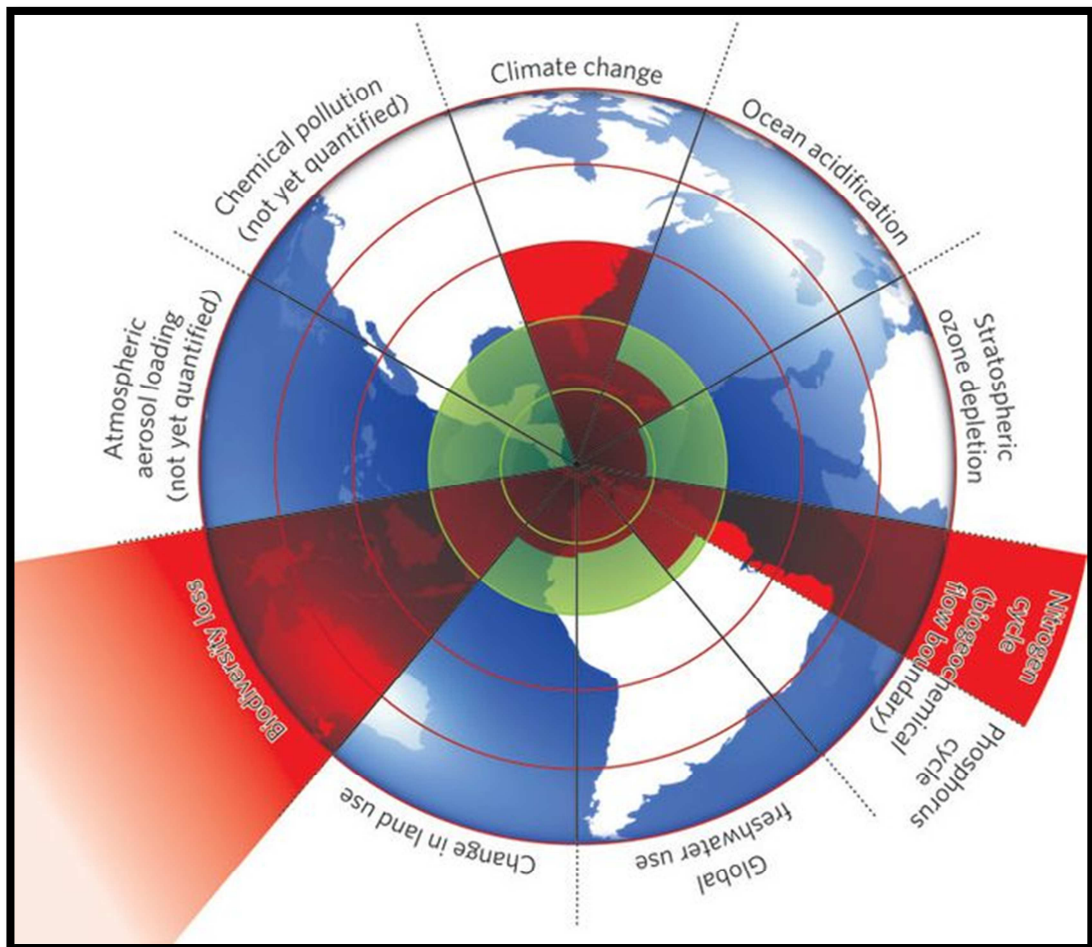 Climate change
Ocean acidification
Stratospheric
ozone depletion
Nitrogen
cycle
(biogeochemical
flow boundary)
Phosphorus
cycle
Global
freshwater use
Change in land use
Biodiversity loss
Atmospheric
aerosol loading
(not yet quantified)
Chemical pollution
(not yet quantified)